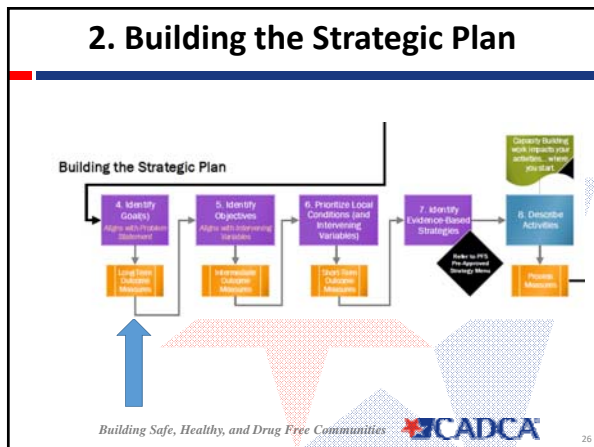 2. Building the Strategic Plan
Capacity Building
work impacts your
activities... where
you start.
Building the Strategic Plan
4. Identify
Goal(s)
Aligns with Problem
Statement
5. Identify
Objectives
Aligns with Intervening
Variables
6. Prioritize Local
Conditions (and
Intervening
Variables)
7. Identify
Evidence-Based
Strategies
8. Describe
Activities
Refer to PFS
Pre-Approved
Strategy Menu
Long-Term
Outcome
Measures
Intermediate
Outcome
Measures
Short-Term
Outcome
Measures
Process
Measures
Building Safe, Healthy, and Drug Free Communities
CADCA
26